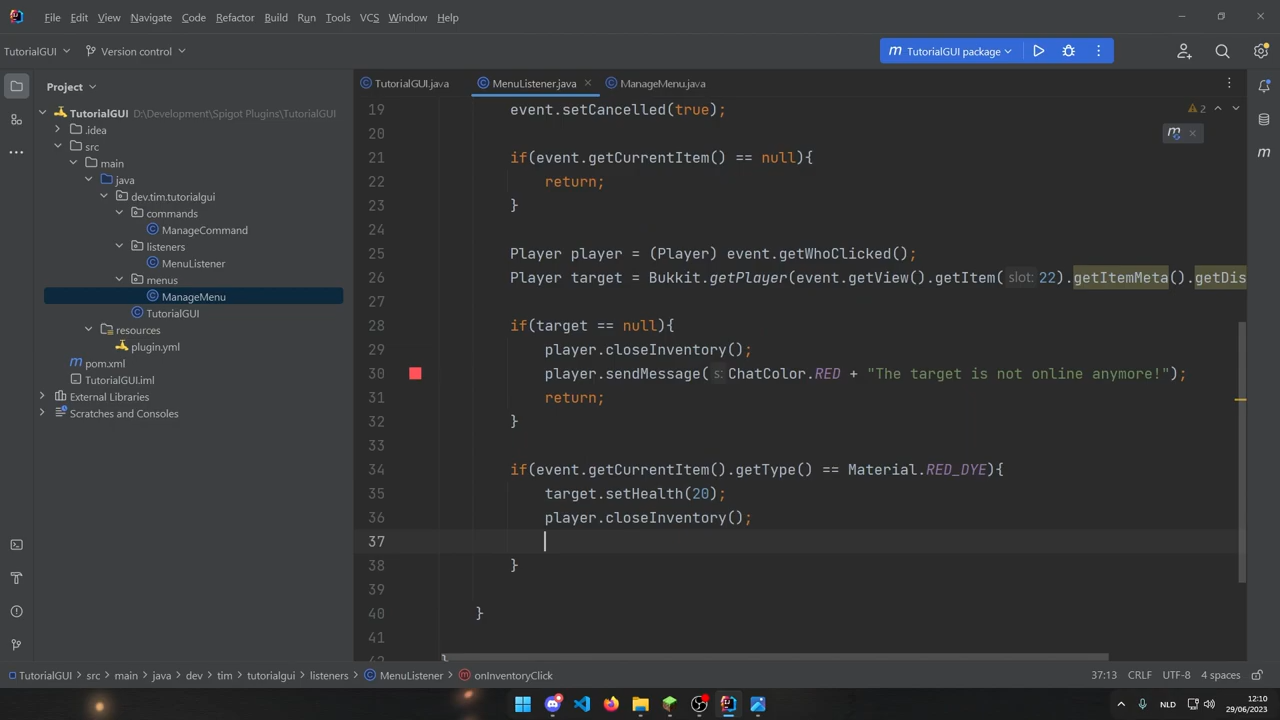 File Edit View Navigate Code Refactor Build Run Tools VCS Window Help
TutorialGUI Version control TutorialGUI package
Project TutorialGUI.java MenuListener.java ManageMenu.java
TutorialGUI D:\Development\Spigot Plugins\TutorialGUI
.idea
src
main
java
dev.tim.tutorialgui
commands
ManageCommand
listeners
MenuListener
menus
ManageMenu
TutorialGUI
resources
plugin.yml
pom.xml
TutorialGUI.iml
External Libraries
Scratches and Consoles
2
19 event.setCancelled(true);
20
21 if(event.getCurrentItem() == null){
22 return;
23 }
24
25 Player player = (Player) event.getWhoClicked();
26 Player target = Bukkit.getPlayer(event.getView().getItem( slot: 22).getItemMeta().getDis
27
28 if(target == null){
29 player.closeInventory();
30 player.sendMessage( s: ChatColor.RED + "The target is not online anymore!");
31 return;
32 }
33
34 if(event.getCurrentItem().getType() == Material.RED_DYE){
35 target.setHealth(20);
36 player.closeInventory();
37
38 }
39
40 }
41
42 }
TutorialGUI > src > main > java > dev > tim > tutorialgui > listeners > MenuListener > onInventoryClick 37:13 CRLF UTF-8 4 spaces
NLD 12:10
29/06/2023